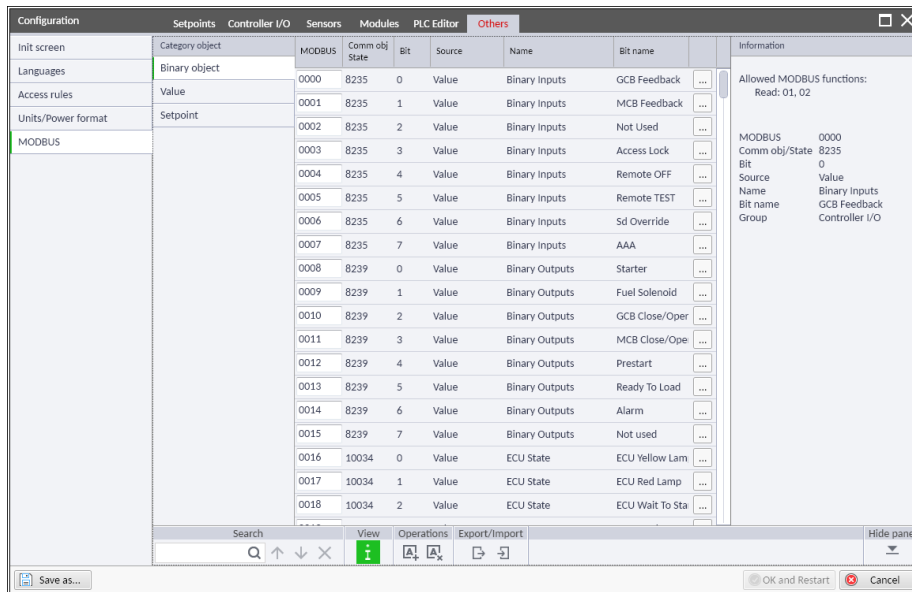 Configuration
Setpoints Controller I/O Sensors Modules PLC Editor Others
Init screen
Languages
Access rules
Units/Power format
MODBUS
Category object
Binary object
Value
Setpoint
MODBUS Comm obj State Bit Source Name Bit name
0000 8235 0 Value Binary Inputs GCB Feedback ...
0001 8235 1 Value Binary Inputs MCB Feedback ...
0002 8235 2 Value Binary Inputs Not Used ...
0003 8235 3 Value Binary Inputs Access Lock ...
0004 8235 4 Value Binary Inputs Remote OFF ...
0005 8235 5 Value Binary Inputs Remote TEST ...
0006 8235 6 Value Binary Inputs Sd Override ...
0007 8235 7 Value Binary Inputs AAA ...
0008 8239 0 Value Binary Outputs Starter ...
0009 8239 1 Value Binary Outputs Fuel Solenoid ...
0010 8239 2 Value Binary Outputs GCB Close/Oper ...
0011 8239 3 Value Binary Outputs MCB Close/Ope ...
0012 8239 4 Value Binary Outputs Prestart ...
0013 8239 5 Value Binary Outputs Ready To Load ...
0014 8239 6 Value Binary Outputs Alarm ...
0015 8239 7 Value Binary Outputs Not used ...
0016 10034 0 Value ECU State ECU Yellow Lam ...
0017 10034 1 Value ECU State ECU Red Lamp ...
0018 10034 2 Value ECU State ECU Wait To Sta ...
Information
Allowed MODBUS functions:
Read: 01, 02
MODBUS 0000
Comm obj/State 8235
Bit 0
Source Value
Name Binary Inputs
Bit name GCB Feedback
Group Controller I/O
Search View Operations Export/Import Hide pane
Save as... OK and Restart Cancel